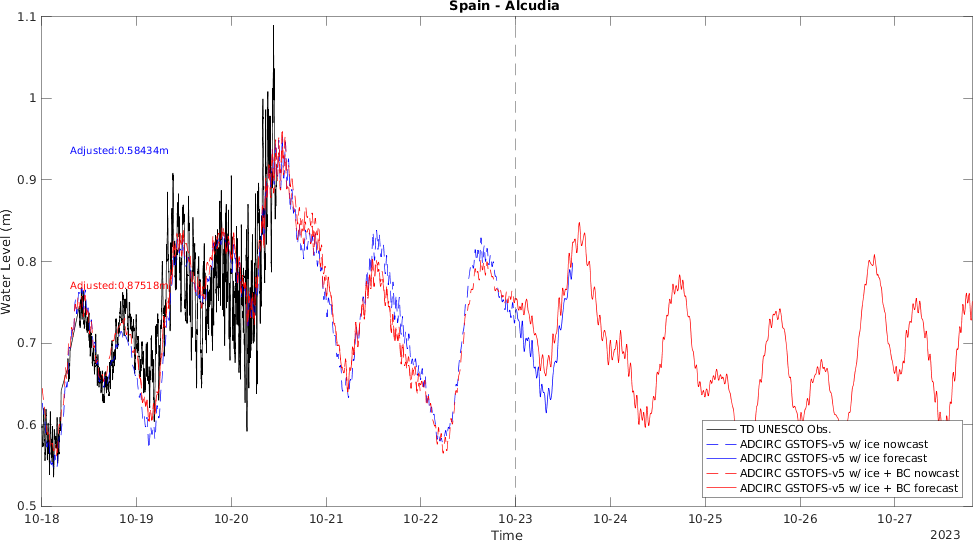 Spain - Alcudia
1.1
1
0.9
0.8
0.7
0.6
0.5
Water Level (m)
Adjusted:0.58434m
Adjusted:0.87518m
TD UNESCO Obs.
ADCIRC GSTOFS-v5 w/ ice nowcast
ADCIRC GSTOFS-v5 w/ ice forecast
ADCIRC GSTOFS-v5 w/ ice + BC nowcast
ADCIRC GSTOFS-v5 w/ ice + BC forecast
10-18 10-19 10-20 10-21 10-22 10-23 10-24 10-25 10-26 10-27
Time
2023